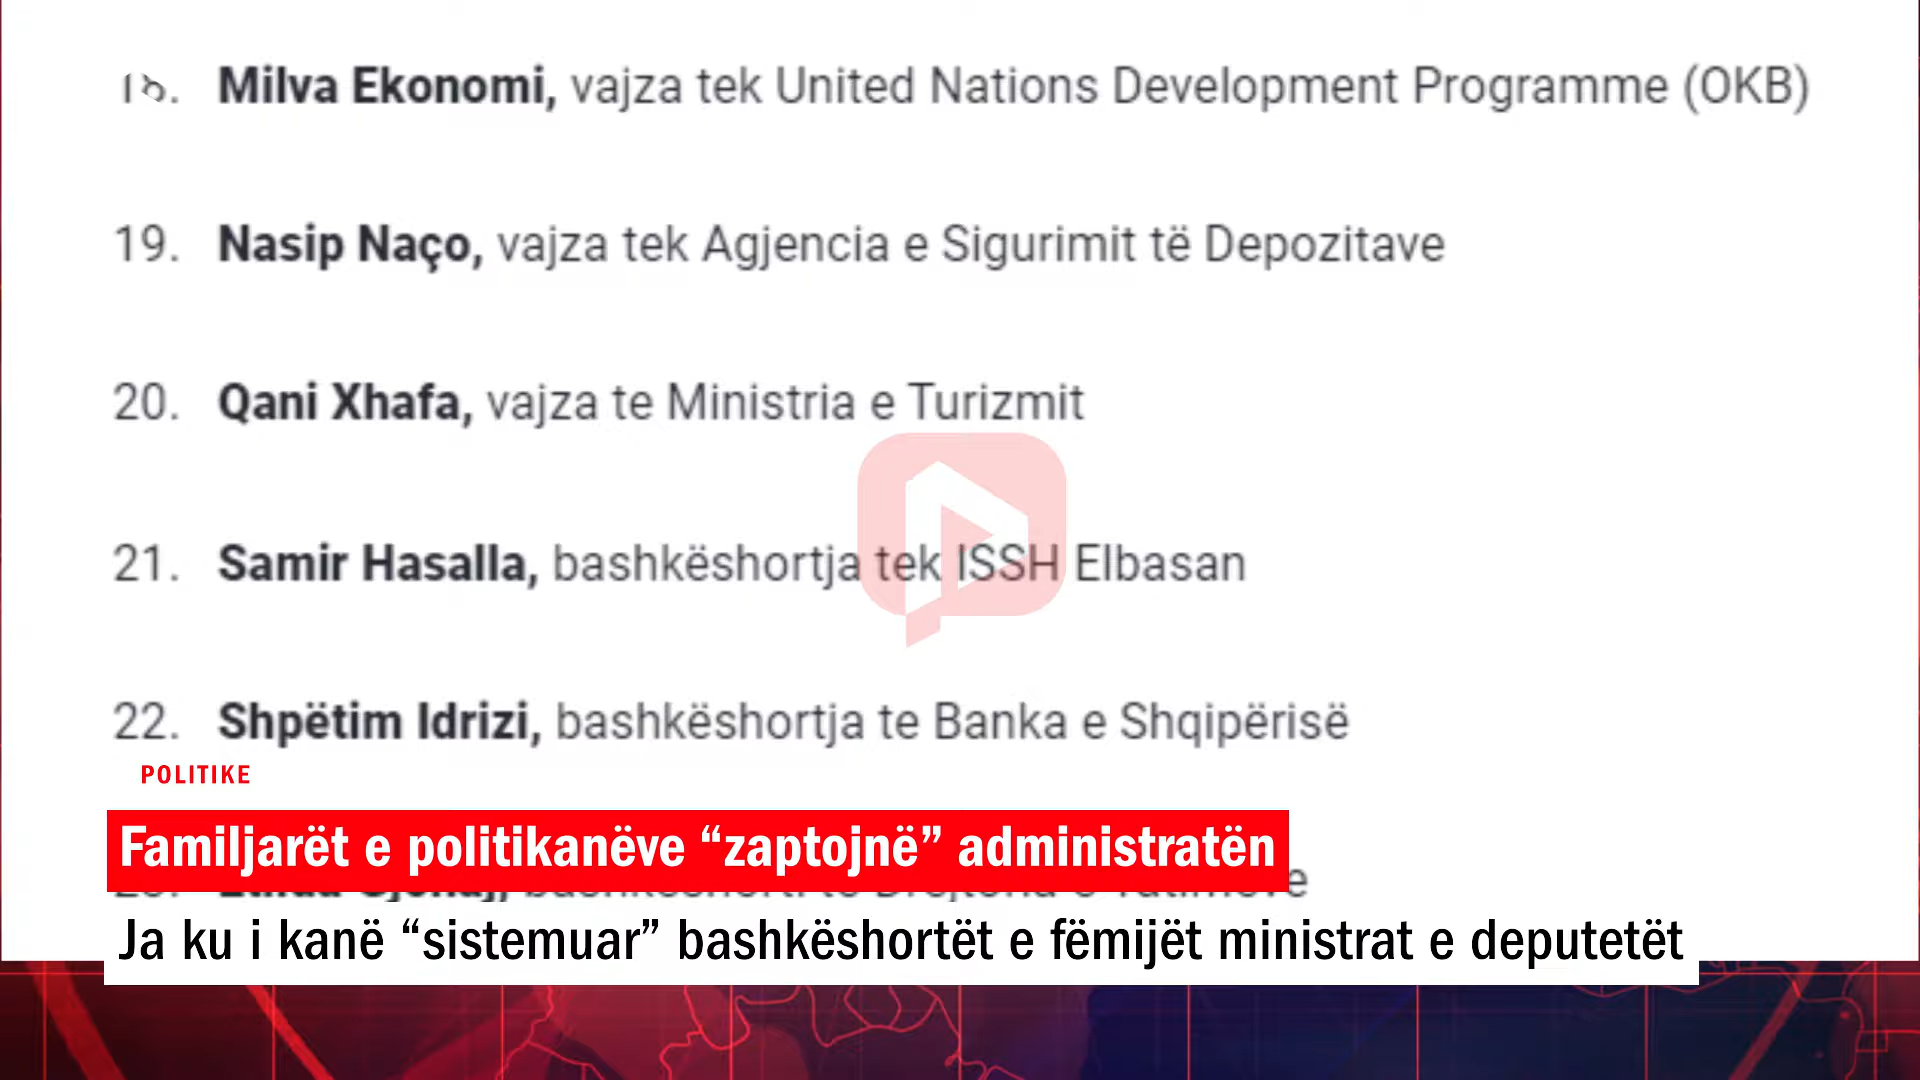 18. Milva Ekonomi, vajza tek United Nations Development Programme (OKB)
19. Nasip Naço, vajza tek Agjencia e Sigurimit të Depozitave
20. Qani Xhafa, vajza te Ministria e Turizmit
21. Samir Hasalla, bashkëshortja tek ISSH Elbasan
22. Shpëtim Idrizi, bashkëshortja te Banka e Shqipërisë
POLITIKE
Familjarët e politikanëve “zaptojnë” administratën
Ja ku i kanë “sistemuar” bashkëshortët e fëmijët ministrat e deputetët